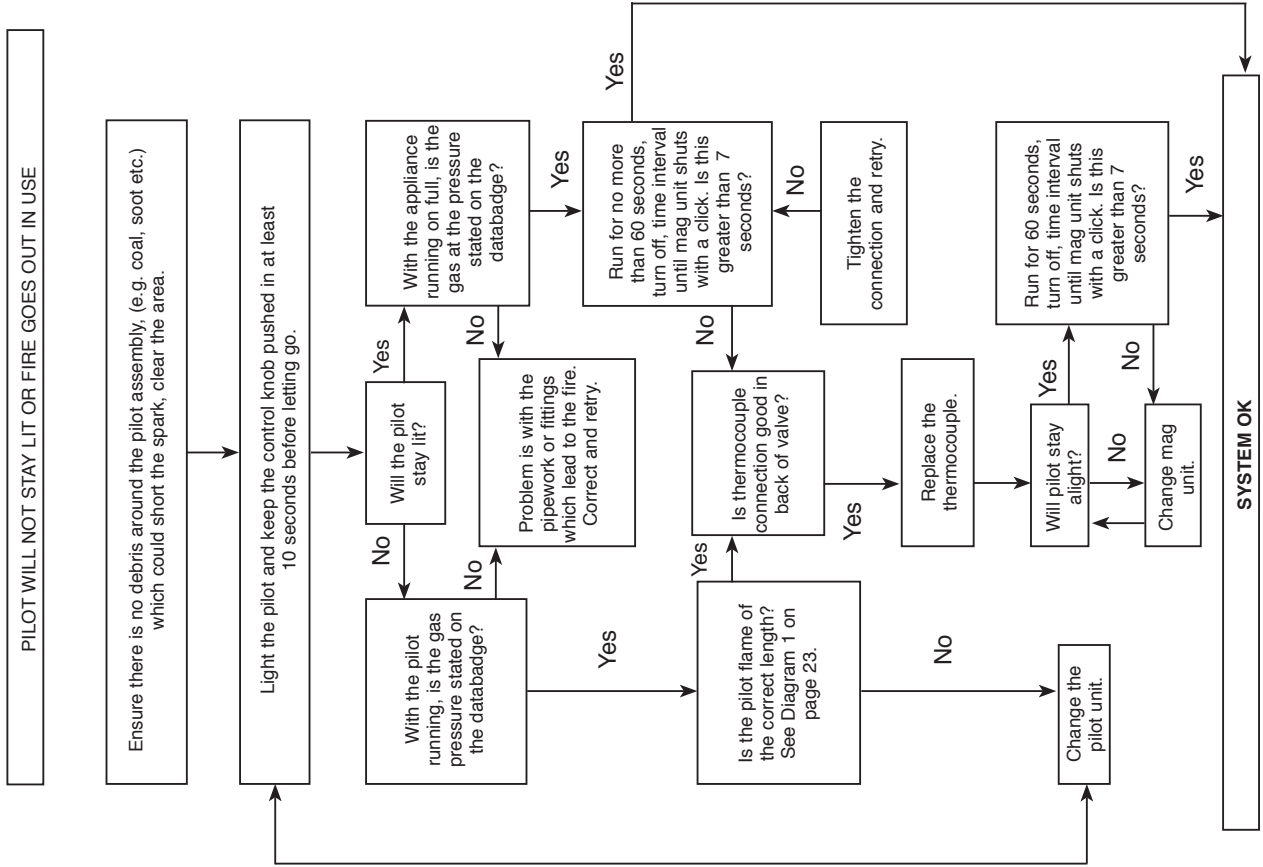 PILOT WILL NOT STAY LIT OR FIRE GOES OUT IN USE
Ensure there is no debris around the pilot assembly, (e.g. coal, soot etc.)
which could short the spark, clear the area.
Light the pilot and keep the control knob pushed in at least
10 seconds before letting go.
Will the pilot
stay lit?
No
Yes
With the pilot
running, is the gas
pressure stated on
the databadge?
With the appliance
running on full, is the
gas at the pressure
stated on the
databadge?
No
No
Problem is with the
pipework or fittings
which lead to the fire.
Correct and retry.
Yes
Yes
Run for no more
than 60 seconds,
turn off, time interval
until mag unit shuts
with a click. Is this
greater than 7
seconds?
Yes
Is the pilot flame of
the correct length?
See Diagram 1 on
page 23.
Yes
Is thermocouple
connection good in
back of valve?
No
No
Tighten the
connection and retry.
Yes
Replace the
thermocouple.
No
Change the
pilot unit.
Will pilot stay
alight?
Yes
Run for 60 seconds,
turn off, time interval
until mag unit shuts
with a click. Is this
greater than 7
seconds?
No
No
Change mag
unit.
Yes
SYSTEM OK